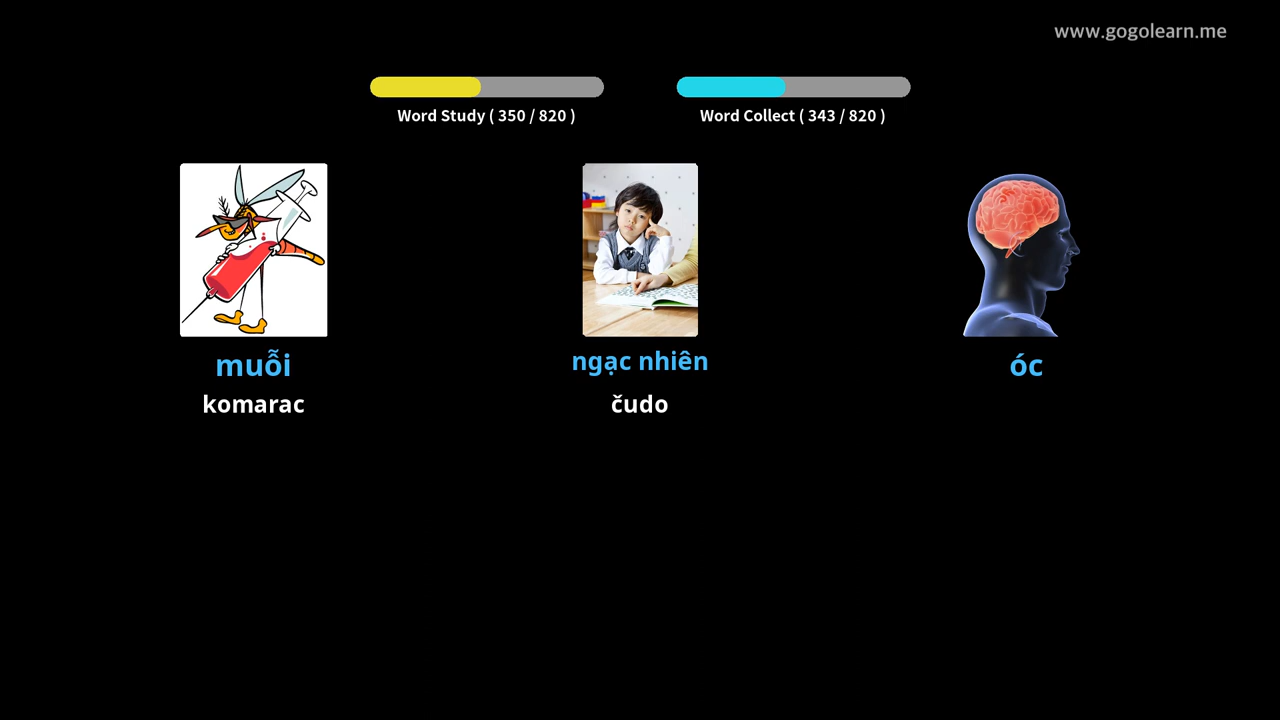 www.gogolearn.me
Word Study ( 350 / 820 )
Word Collect ( 343 / 820 )
muỗi
ngạc nhiên
óc
komarac
čudo